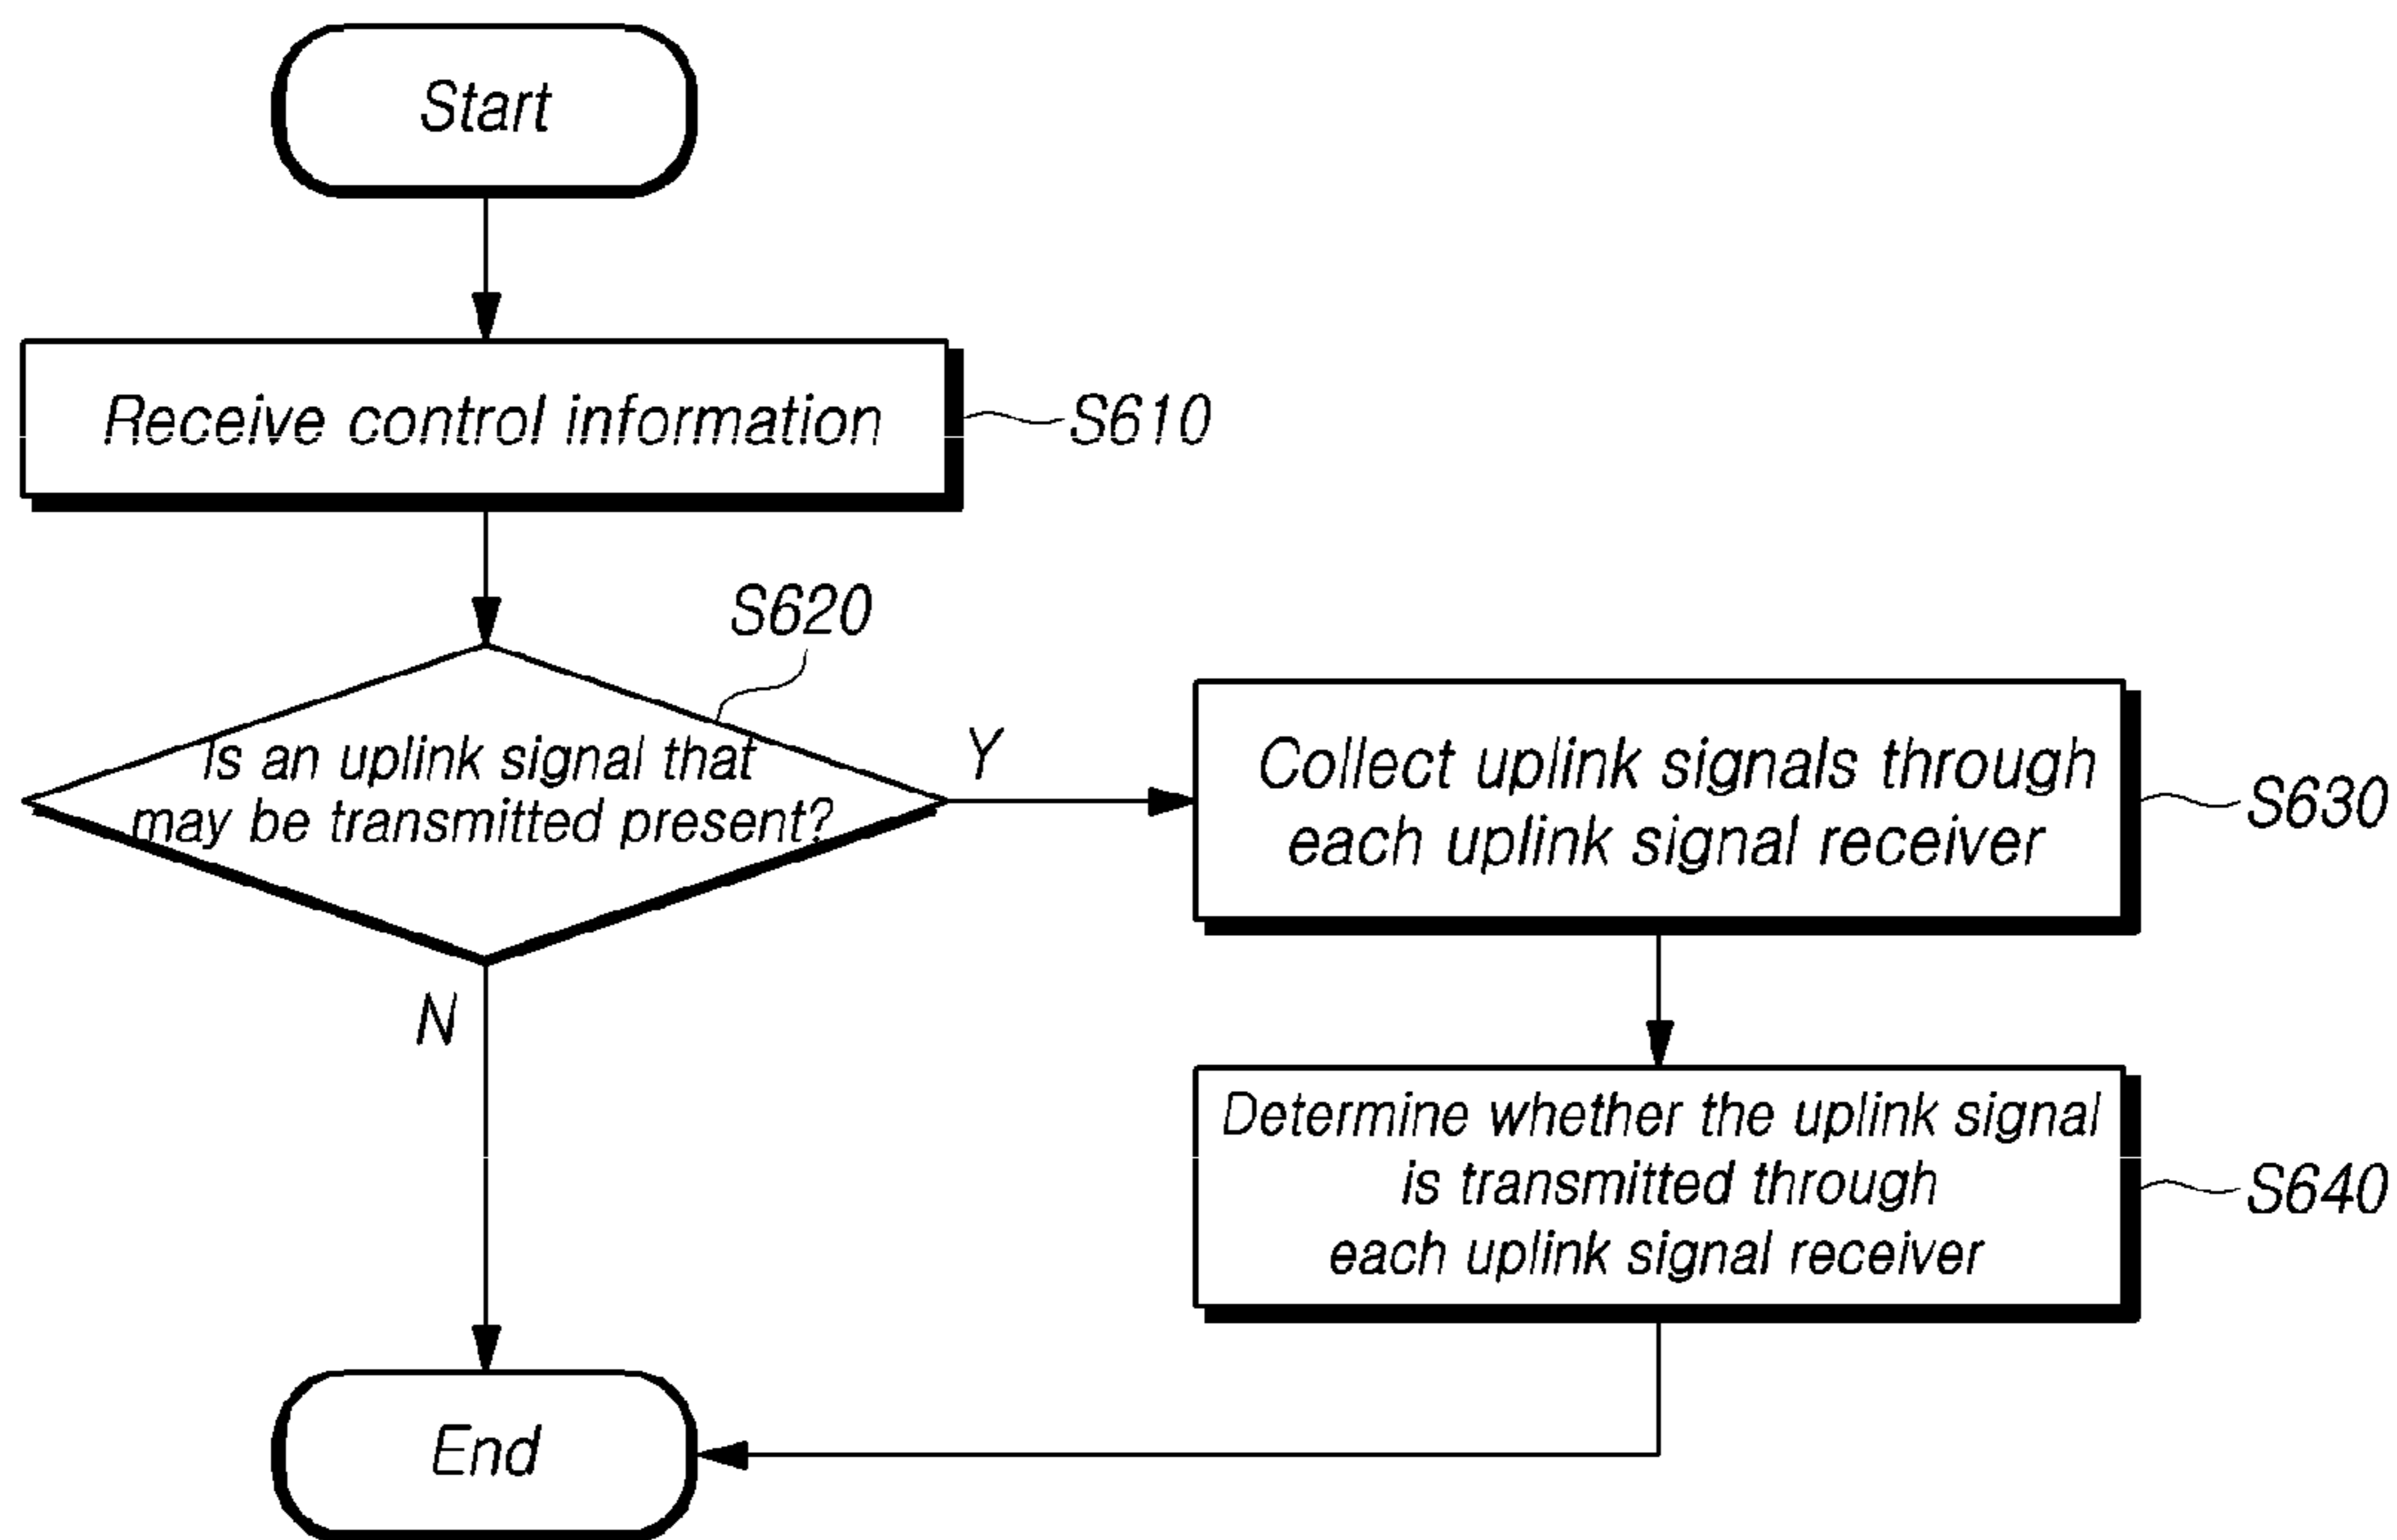 Start
Receive control information
S610
S620
Is an uplink signal that
may be transmitted present?
Y
N
Collect uplink signals through
each uplink signal receiver
S630
Determine whether the uplink signal
is transmitted through
each uplink signal receiver
S640
End